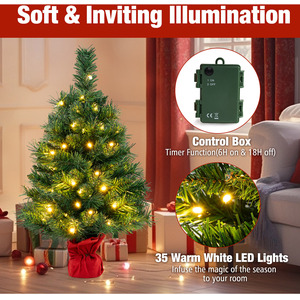 Soft & Inviting Illumination
Control Box
Timer Function(6H on & 18H off)
35 Warm White LED Lights
Infuse the magic of the season
to your room